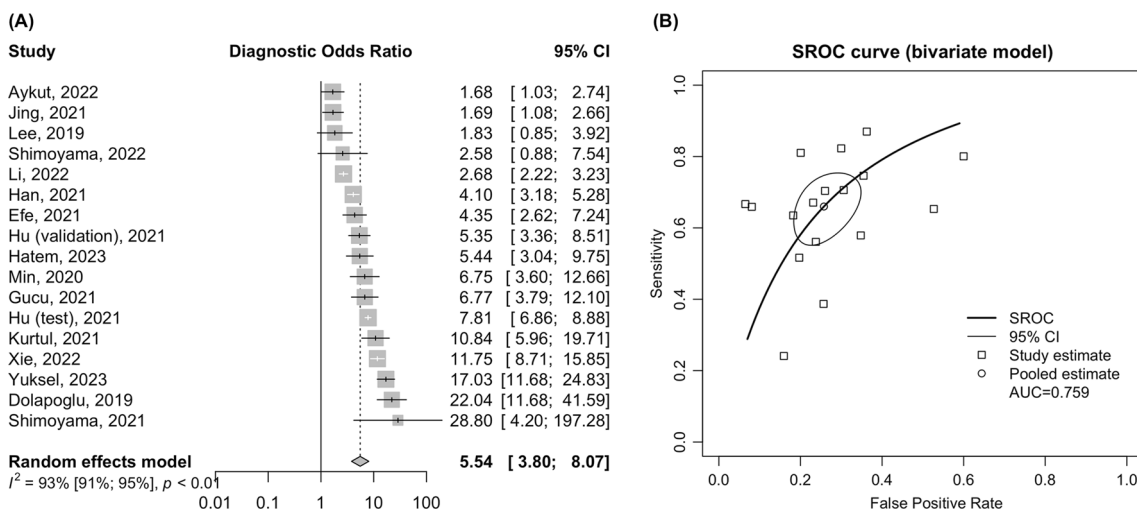 (A)
Study Diagnostic Odds Ratio 95% CI
Aykut, 2022 1.68 [ 1.03; 2.74]
Jing, 2021 1.69 [ 1.08; 2.66]
Lee, 2019 1.83 [ 0.85; 3.92]
Shimoyama, 2022 2.58 [ 0.88; 7.54]
Li, 2022 2.68 [ 2.22; 3.23]
Han, 2021 4.10 [ 3.18; 5.28]
Efe, 2021 4.35 [ 2.62; 7.24]
Hu (validation), 2021 5.35 [ 3.36; 8.51]
Hatem, 2023 5.44 [ 3.04; 9.75]
Min, 2020 6.75 [ 3.60; 12.66]
Gucu, 2021 6.77 [ 3.79; 12.10]
Hu (test), 2021 7.81 [ 6.86; 8.88]
Kurtul, 2021 10.84 [ 5.96; 19.71]
Xie, 2022 11.75 [ 8.71; 15.85]
Yuksel, 2023 17.03 [11.68; 24.83]
Dolapoglu, 2019 22.04 [11.68; 41.59]
Shimoyama, 2021 28.80 [ 4.20; 197.28]
Random effects model 5.54 [ 3.80; 8.07]
I² = 93% [91%; 95%], p < 0.01
0.01 0.1 1 10 100
(B)
SROC curve (bivariate model)
Sensitivity
1.0
0.8
0.6
0.4
0.2
0.0
SROC
95% CI
Study estimate
Pooled estimate
AUC=0.759
0.0 0.2 0.4 0.6 0.8 1.0
False Positive Rate